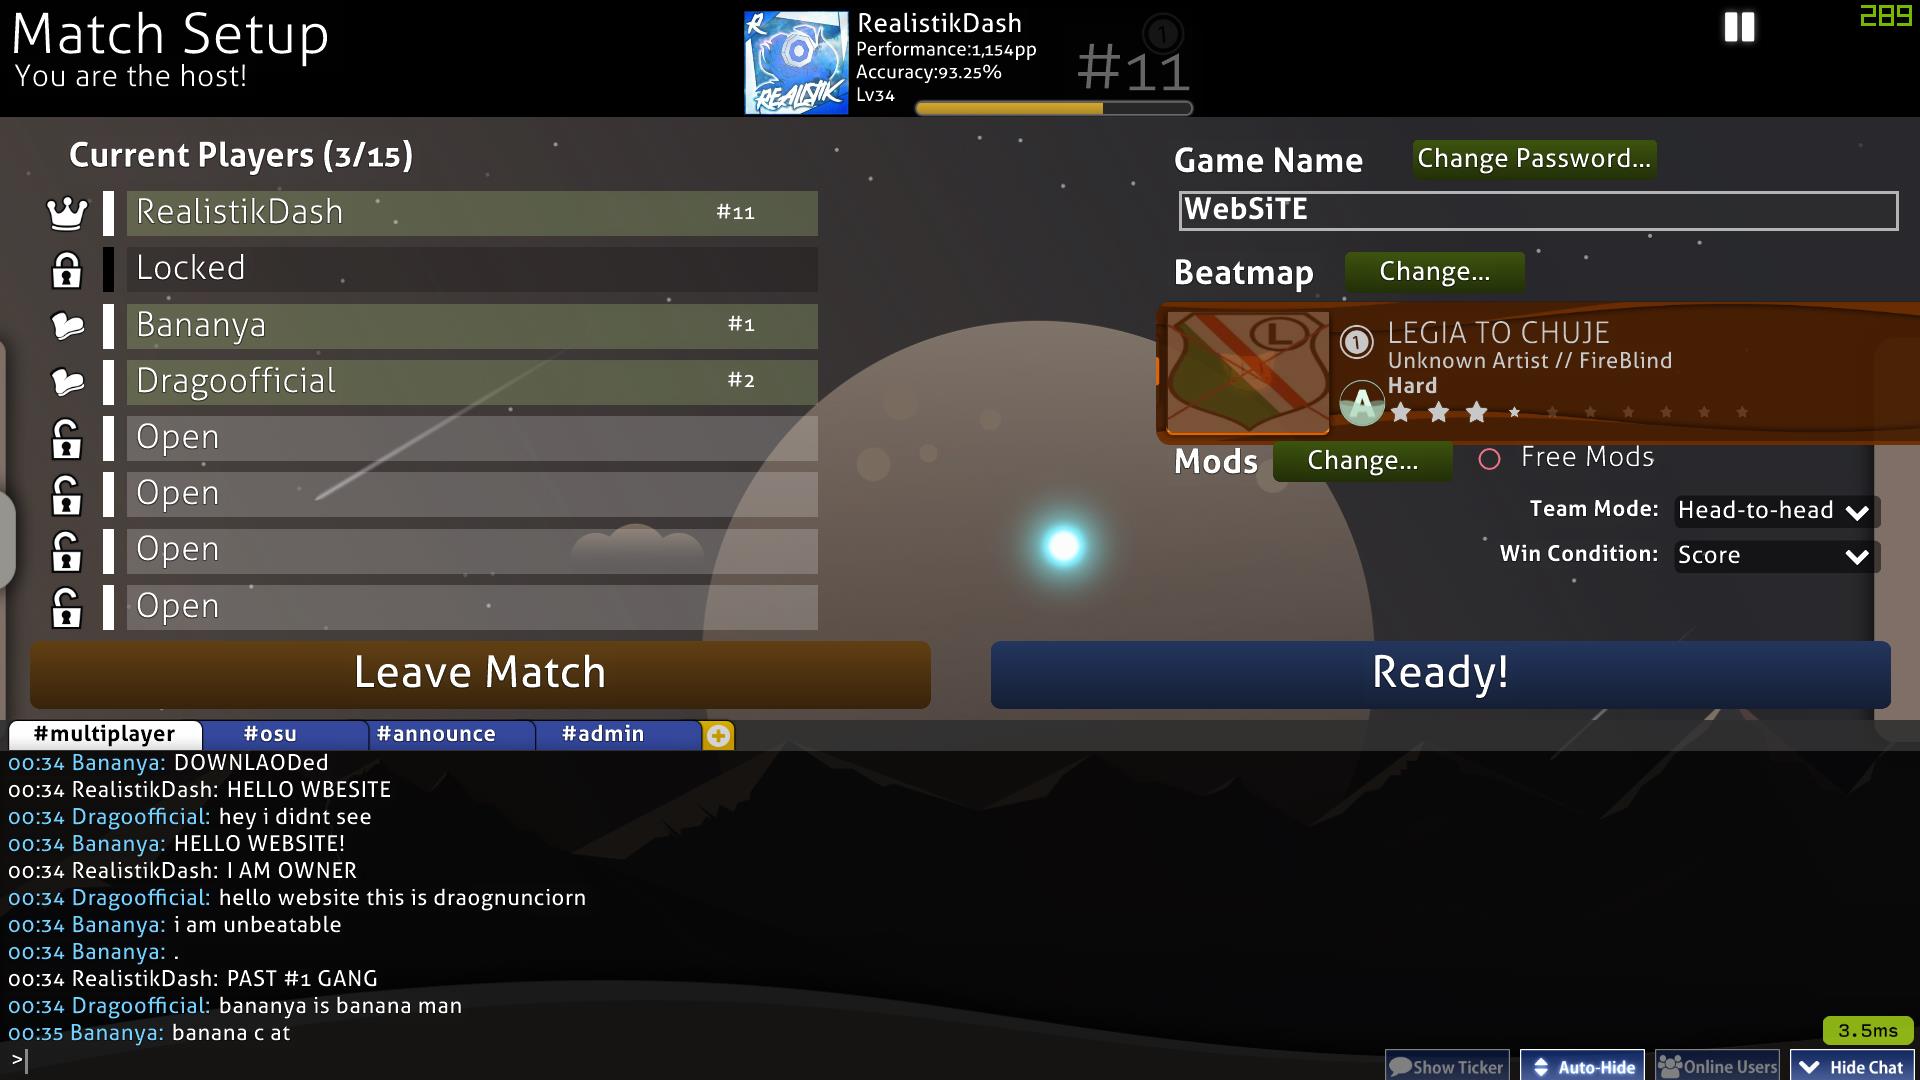 Match Setup
You are the host!
R
REALISTIK
RealistikDash
Performance:1,154pp
Accuracy:93.25%
Lv34
#11
1
289
Current Players (3/15)
RealistikDash #11
Locked
Bananya #1
Dragoofficial #2
Open
Open
Open
Open
Game Name
Change Password...
WebSiTE
Beatmap
Change...
L
1
LEGIA TO CHUJE
Unknown Artist // FireBlind
Hard
A
Mods
Change...
Free Mods
Team Mode: Head-to-head
Win Condition: Score
Leave Match
Ready!
#multiplayer #osu #announce #admin
00:34 Bananya: DOWNLAODed
00:34 RealistikDash: HELLO WBESITE
00:34 Dragoofficial: hey i didnt see
00:34 Bananya: HELLO WEBSITE!
00:34 RealistikDash: I AM OWNER
00:34 Dragoofficial: hello website this is draognunciorn
00:34 Bananya: i am unbeatable
00:34 Bananya: .
00:34 RealistikDash: PAST #1 GANG
00:34 Dragoofficial: bananya is banana man
00:35 Bananya: banana c at
>
3.5ms
Show Ticker Auto-Hide Online Users Hide Chat